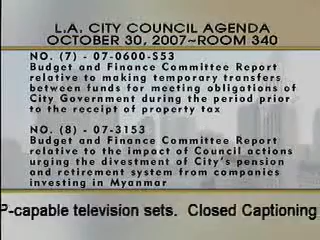 L.A. CITY COUNCIL AGENDA
OCTOBER 30, 2007~ROOM 340
NO. (7) - 07-0600-S53
Budget and Finance Committee Report
relative to making temporary transfers
between funds for meeting obligations of
City Government during the period prior
to the receipt of property tax
NO. (8) - 07-3153
Budget and Finance Committee Report
relative to the impact of Council actions
urging the divestment of City's pension
and retirement system from companies
investing in Myanmar
P-capable television sets. Closed Captioning